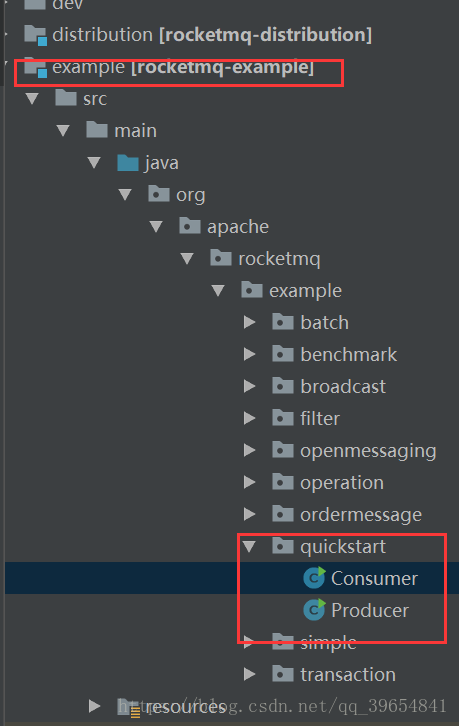 dev
distribution [rocketmq-distribution]
example [rocketmq-example]
src
main
java
org
apache
rocketmq
example
batch
benchmark
broadcast
filter
openmessaging
operation
ordermessage
quickstart
Consumer
Producer
simple
transaction
resources
https://blog.csdn.net/qq_39654841